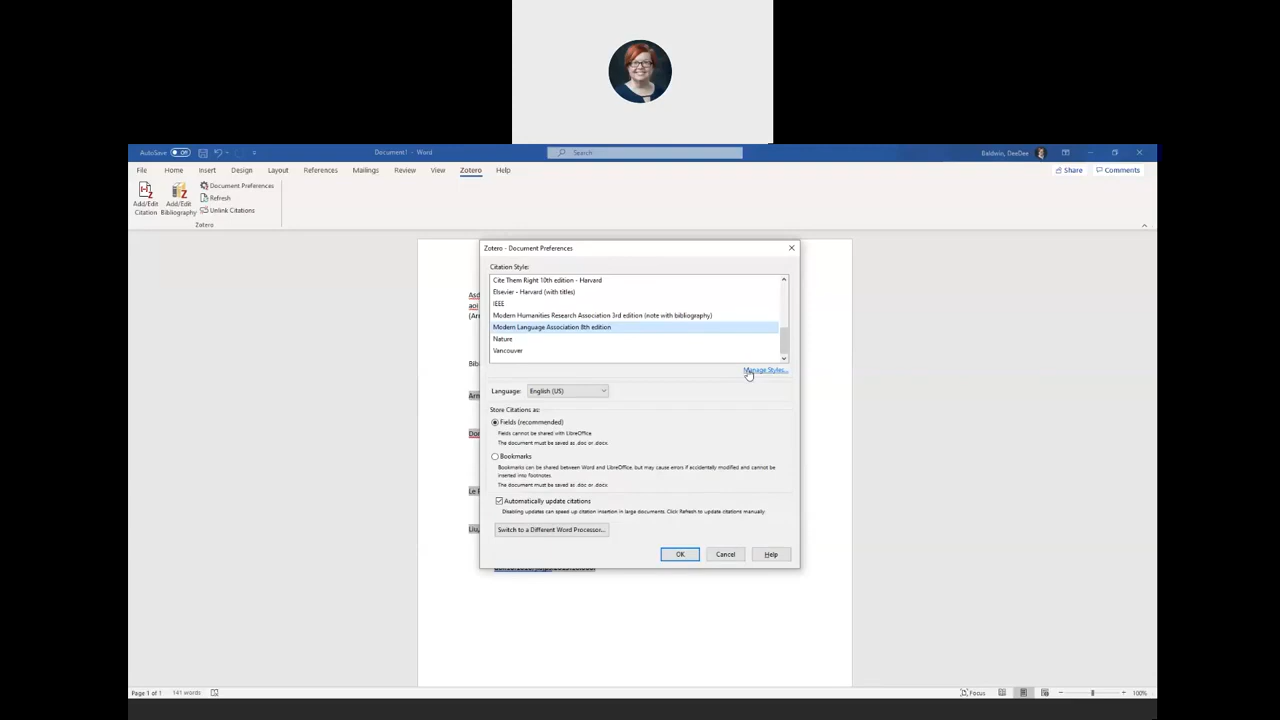 AutoSave Off
Document1 - Word
Search
Baldwin, DeeDee
File Home Insert Design Layout References Mailings Review View Zotero Help
Share Comments
Add/Edit Citation
Add/Edit Bibliography
Document Preferences
Refresh
Unlink Citations
Zotero
Zotero - Document Preferences
Citation Style:
Cite Them Right 10th edition - Harvard
Elsevier - Harvard (with titles)
IEEE
Modern Humanities Research Association 3rd edition (note with bibliography)
Modern Language Association 8th edition
Nature
Vancouver
Manage Styles...
Language: English (US)
Store Citations as:
Fields (recommended)
Fields cannot be shared with LibreOffice.
The document must be saved as .doc or .docx.
Bookmarks
Bookmarks can be shared between Word and LibreOffice, but may cause errors if accidentally modified and cannot be
inserted into footnotes.
The document must be saved as .doc or .docx.
Automatically update citations
Disabling updates can speed up citation insertion in large documents. Click Refresh to update citations manually.
Switch to a Different Word Processor...
OK Cancel Help
Page 1 of 1 141 words
Focus
100%